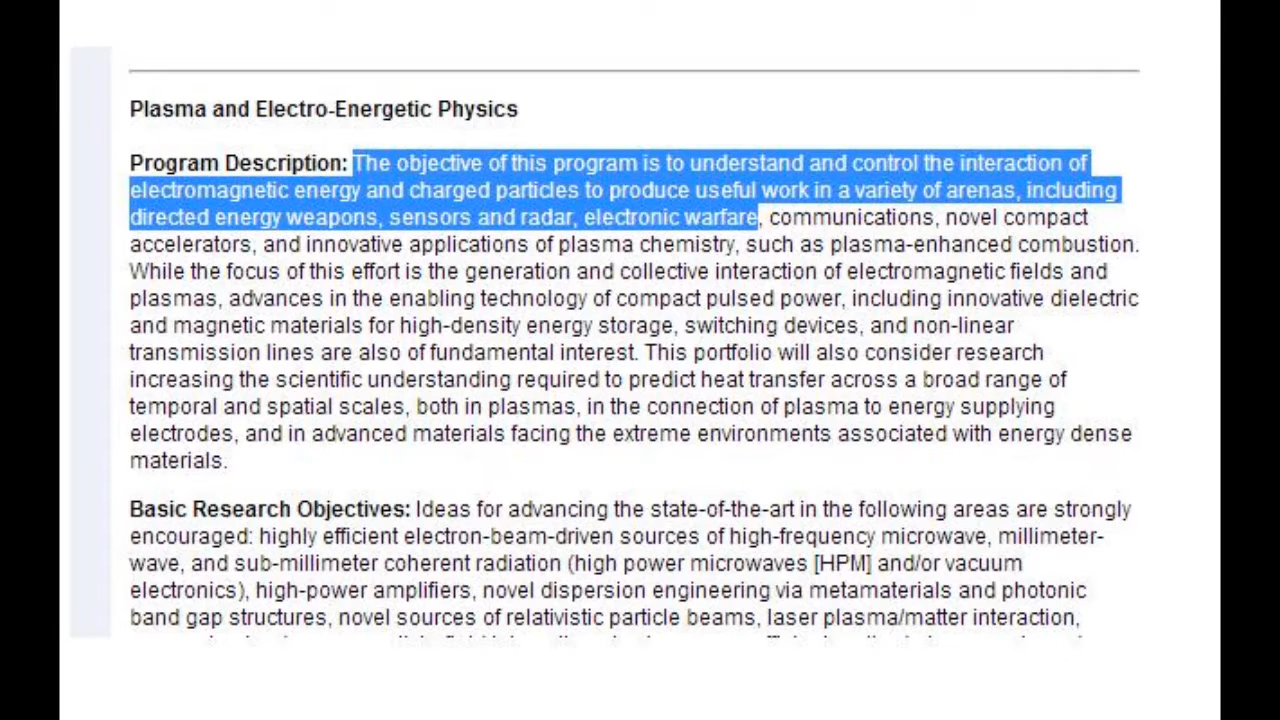 Plasma and Electro-Energetic Physics
Program Description: The objective of this program is to understand and control the interaction of
electromagnetic energy and charged particles to produce useful work in a variety of arenas, including
directed energy weapons, sensors and radar, electronic warfare, communications, novel compact
accelerators, and innovative applications of plasma chemistry, such as plasma-enhanced combustion.
While the focus of this effort is the generation and collective interaction of electromagnetic fields and
plasmas, advances in the enabling technology of compact pulsed power, including innovative dielectric
and magnetic materials for high-density energy storage, switching devices, and non-linear
transmission lines are also of fundamental interest. This portfolio will also consider research
increasing the scientific understanding required to predict heat transfer across a broad range of
temporal and spatial scales, both in plasmas, in the connection of plasma to energy supplying
electrodes, and in advanced materials facing the extreme environments associated with energy dense
materials.
Basic Research Objectives: Ideas for advancing the state-of-the-art in the following areas are strongly
encouraged: highly efficient electron-beam-driven sources of high-frequency microwave, millimeter-
wave, and sub-millimeter coherent radiation (high power microwaves [HPM] and/or vacuum
electronics), high-power amplifiers, novel dispersion engineering via metamaterials and photonic
band gap structures, novel sources of relativistic particle beams, laser plasma/matter interaction,